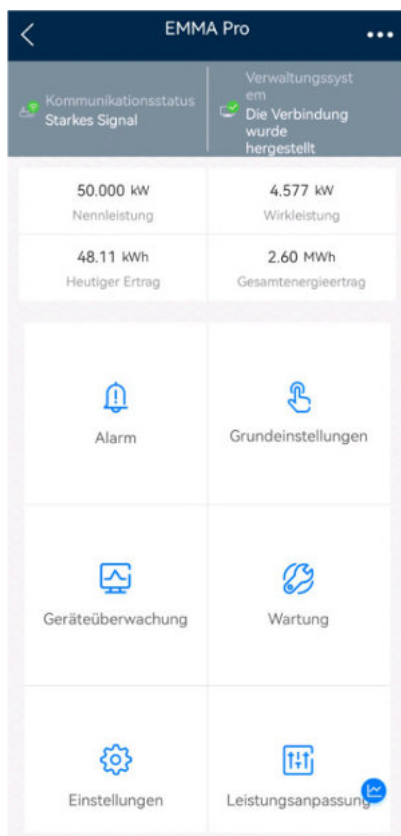 EMMA Pro
Kommunikationsstatus
Starkes Signal
Verwaltungssyst
em
Die Verbindung
wurde
hergestellt
50.000 kW
Nennleistung
4.577 kW
Wirkleistung
48.11 kWh
Heutiger Ertrag
2.60 MWh
Gesamtenergieertrag
Alarm
Grundeinstellungen
Geräteüberwachung
Wartung
Einstellungen
Leistungsanpassung